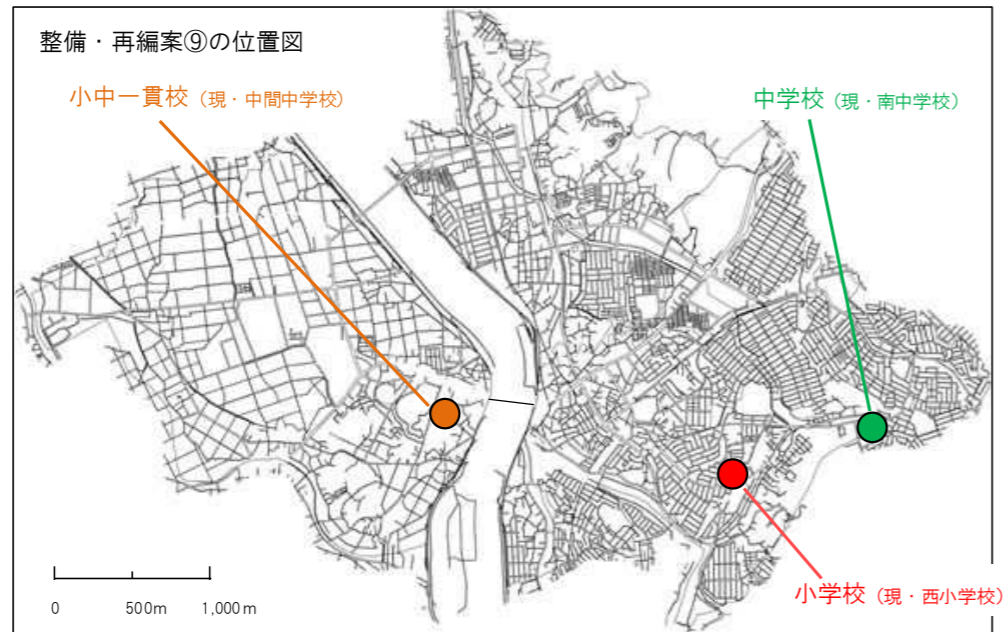 整備・再編案⑨の位置図
小中一貫校（現・中間中学校）
中学校（現・南中学校）
小学校（現・西小学校）
0 500m 1,000m